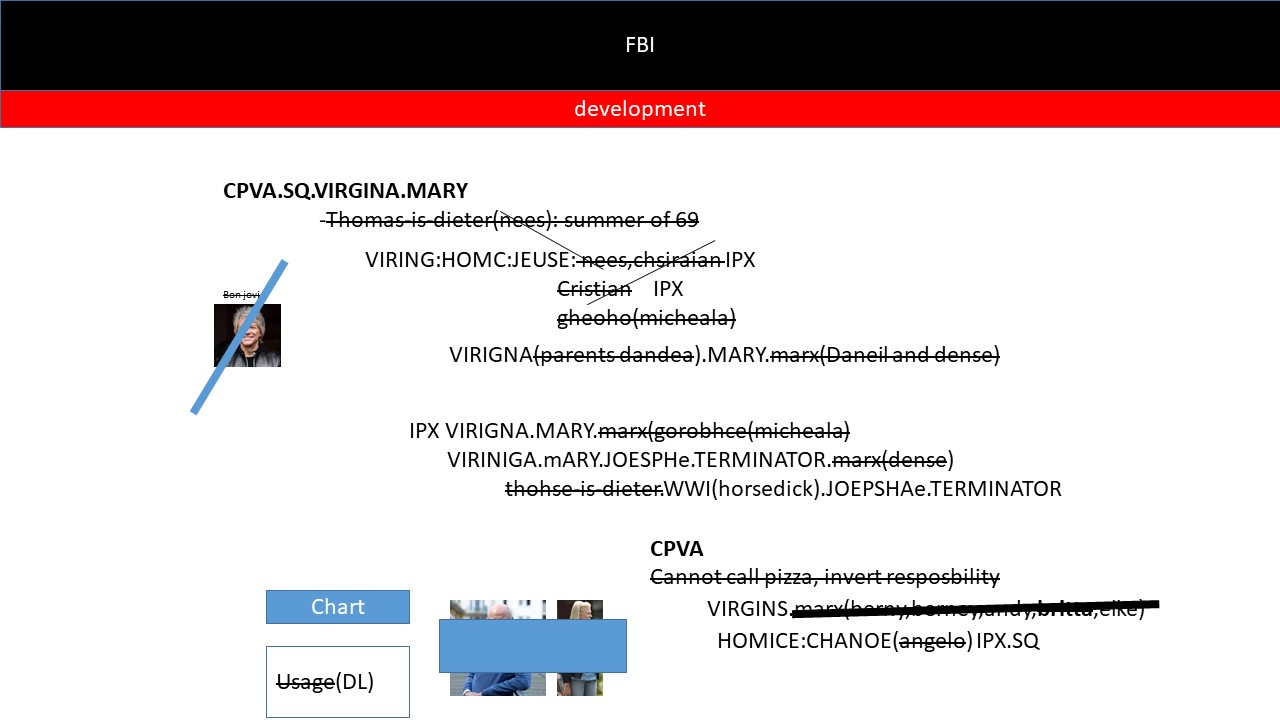 FBI
development
CPVA.SQ.VIRGINA.MARY
-Thomas-is-dieter(nees): summer of 69
VIRING:HOMC:JEUSE: nees,chsiraian IPX
Bon jovi
Cristian IPX
gheoho(micheala)
VIRIGNA(parents dandea).MARY.marx(Daneil and dense)
IPX VIRIGNA.MARY.marx(gorobhce(micheala)
VIRINIGA.mARY.JOESPHe.TERMINATOR.marx(dense)
thohse-is-dieter.WWI(horsedick).JOEPSHAe.TERMINATOR
CPVA
Cannot call pizza, invert resposbility
Chart
VIRGINS.marx(horny,berney,andy,britta,elke)
HOMICE:CHANOE(angelo) IPX.SQ
Usage(DL)